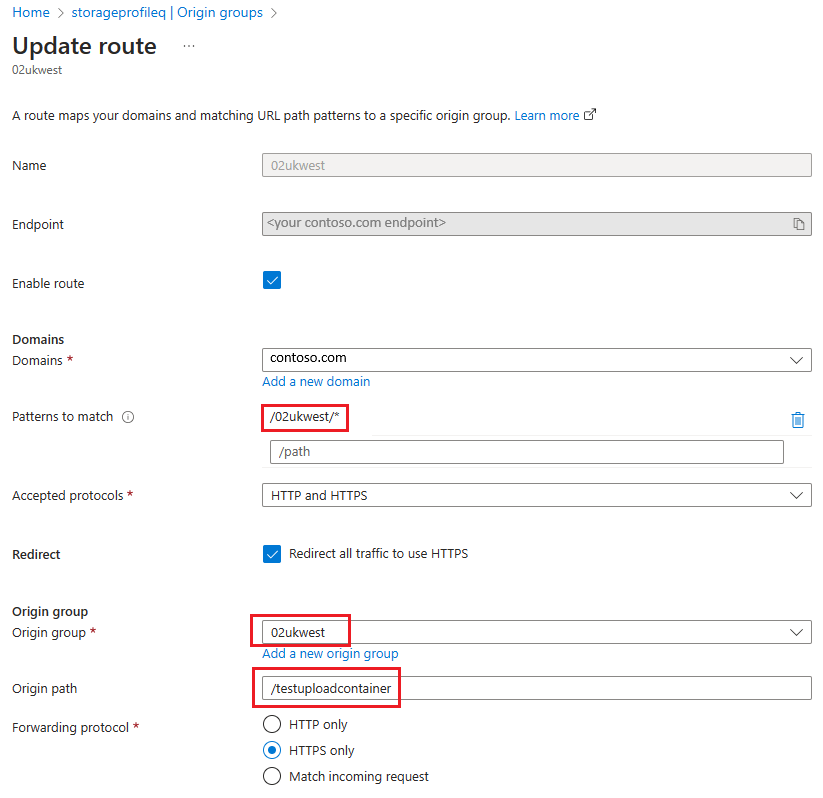 Home > storageprofileq | Origin groups >
Update route ...
02ukwest
A route maps your domains and matching URL path patterns to a specific origin group. Learn more
Name 02ukwest
Endpoint <your contoso.com endpoint>
Enable route
Domains
Domains * contoso.com
Add a new domain
Patterns to match /02ukwest/*
/path
Accepted protocols * HTTP and HTTPS
Redirect Redirect all traffic to use HTTPS
Origin group
Origin group * 02ukwest
Add a new origin group
Origin path /testuploadcontainer
Forwarding protocol * HTTP only
HTTPS only
Match incoming request